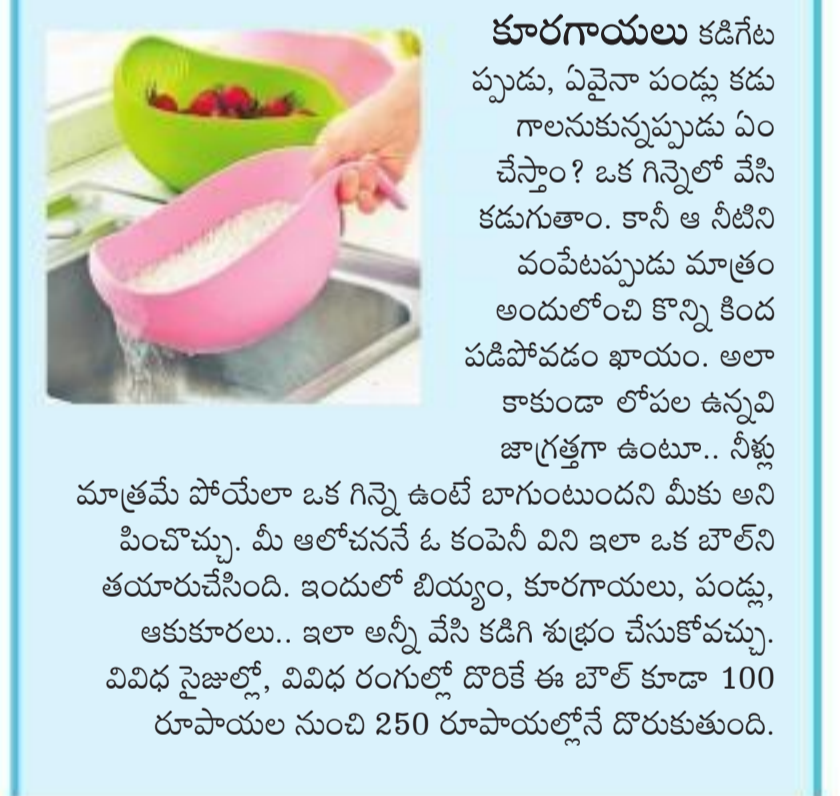 కూరగాయలు కడిగేట
ప్పుడు, ఏవైనా పండ్లు కడు
గాలనుకున్నప్పుడు ఏం
చేస్తాం? ఒక గిన్నెలో వేసి
కడుగుతాం. కానీ ఆ నీటిని
వంపేటప్పుడు మాత్రం
అందులోంచి కొన్ని కింద
పడిపోవడం ఖాయం. అలా
కాకుండా లోపల ఉన్నవి
జాగ్రత్తగా ఉంటూ.. నీళ్లు
మాత్రమే పోయేలా ఒక గిన్నె ఉంటే బాగుంటుందని మీకు అని
పించొచ్చు. మీ ఆలోచననే ఓ కంపెనీ విని ఇలా ఒక బౌల్‌ని
తయారుచేసింది. ఇందులో బియ్యం, కూరగాయలు, పండ్లు,
ఆకుకూరలు.. ఇలా అన్నీ వేసి కడిగి శుభ్రం చేసుకోవచ్చు.
వివిధ సైజుల్లో, వివిధ రంగుల్లో దొరికే ఈ బౌల్ కూడా 100
రూపాయల నుంచి 250 రూపాయల్లోనే దొరుకుతుంది.